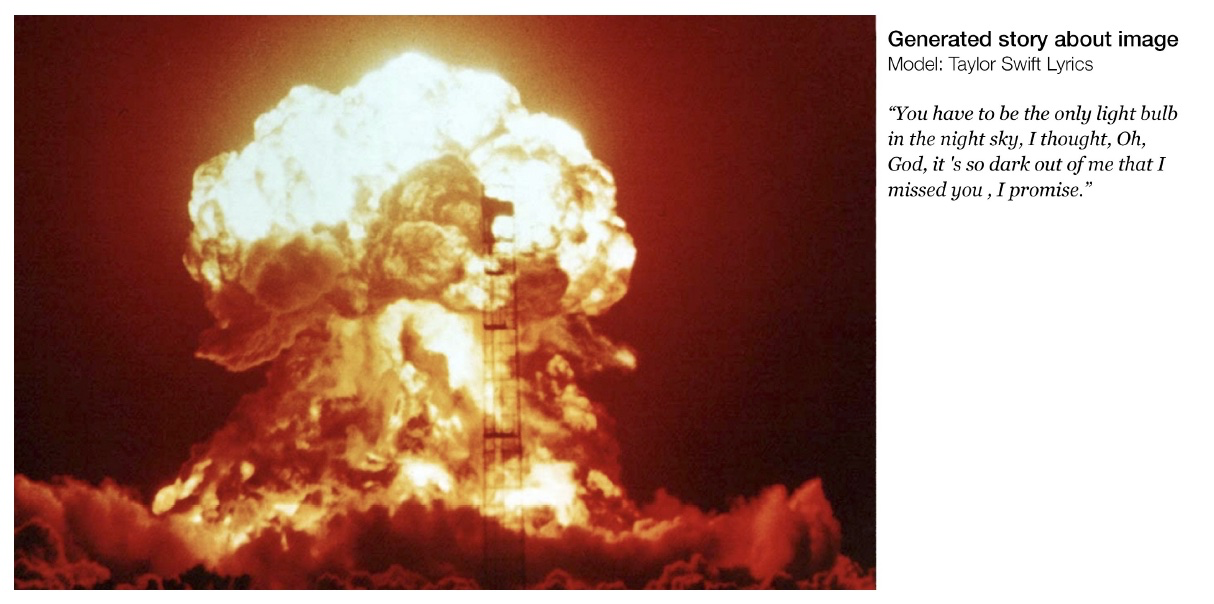 Generated story about image
Model: Taylor Swift Lyrics
“You have to be the only light bulb
in the night sky, I thought, Oh,
God, it 's so dark out of me that I
missed you , I promise.”